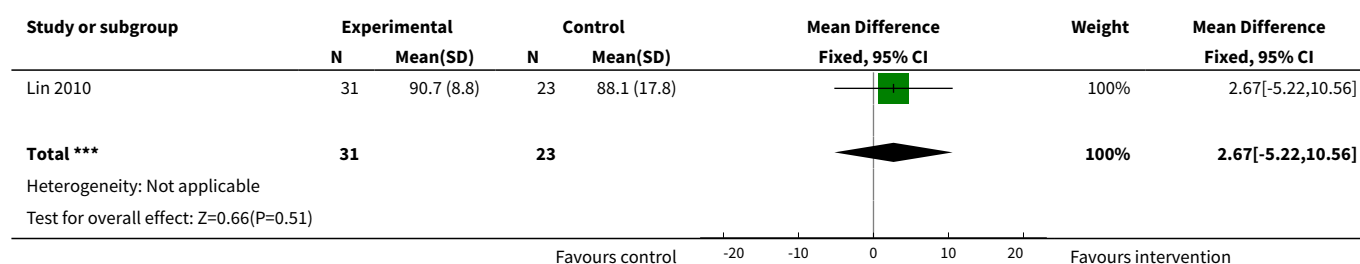 Study or subgroup Experimental Control Mean Difference Weight Mean Difference
N Mean(SD) N Mean(SD) Fixed, 95% CI Fixed, 95% CI
Lin 2010 31 90.7 (8.8) 23 88.1 (17.8) 100% 2.67[-5.22,10.56]
Total *** 31 23 100% 2.67[-5.22,10.56]
Heterogeneity: Not applicable
Test for overall effect: Z=0.66(P=0.51)
Favours control -20 -10 0 10 20 Favours intervention